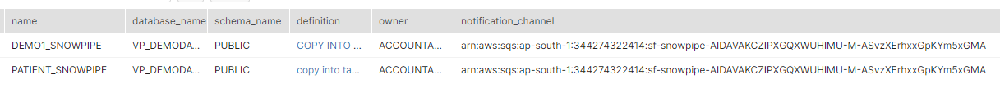 name database_name schema_name definition owner notification_channel
DEMO1_SNOWPIPE VP_DEMODA... PUBLIC COPY INTO ... ACCOUNTA... arn:aws:sqs:ap-south-1:344274322414:sf-snowpipe-AIDAVAKCZIPXGQXWUHIMU-M-ASvzXErhxxGpKYm5xGMA
PATIENT_SNOWPIPE VP_DEMODA... PUBLIC copy into ta... ACCOUNTA... arn:aws:sqs:ap-south-1:344274322414:sf-snowpipe-AIDAVAKCZIPXGQXWUHIMU-M-ASvzXErhxxGpKYm5xGMA